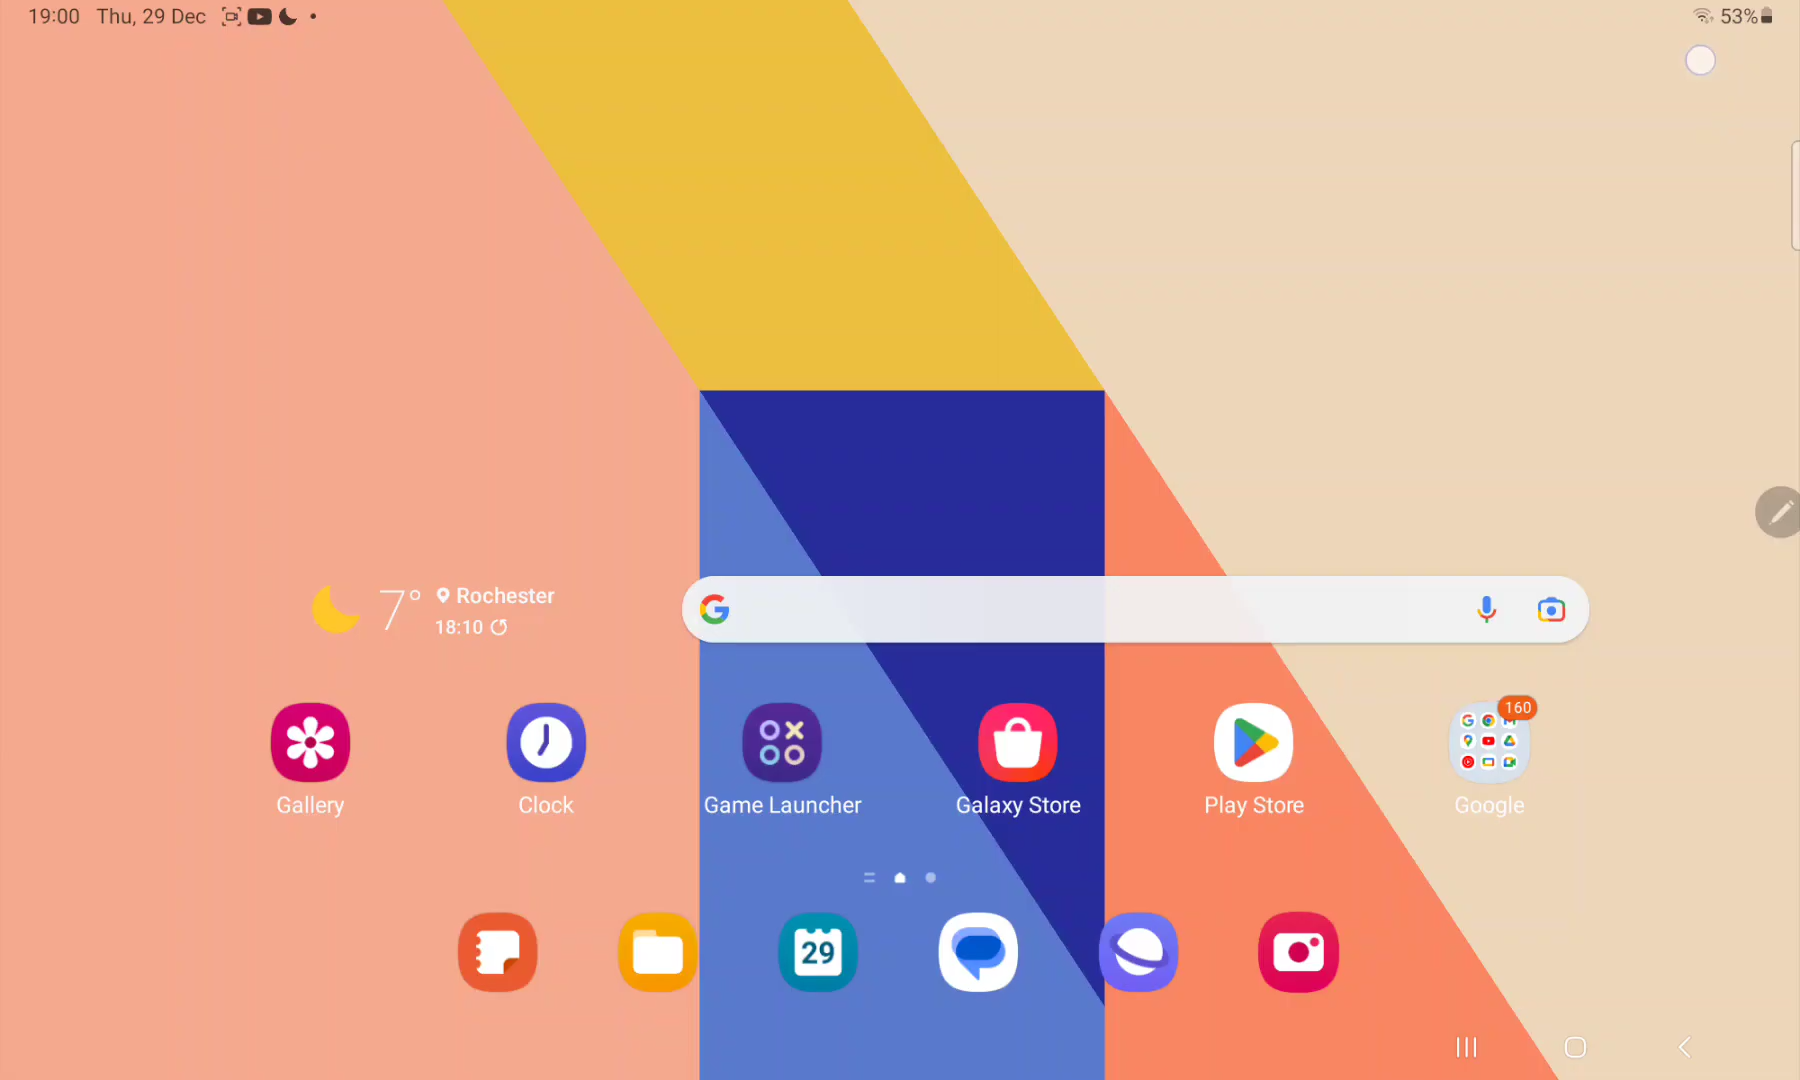 19:00 Thu, 29 Dec
53%
7° Rochester
18:10
160
Gallery
Clock
Game Launcher
Galaxy Store
Play Store
Google
29